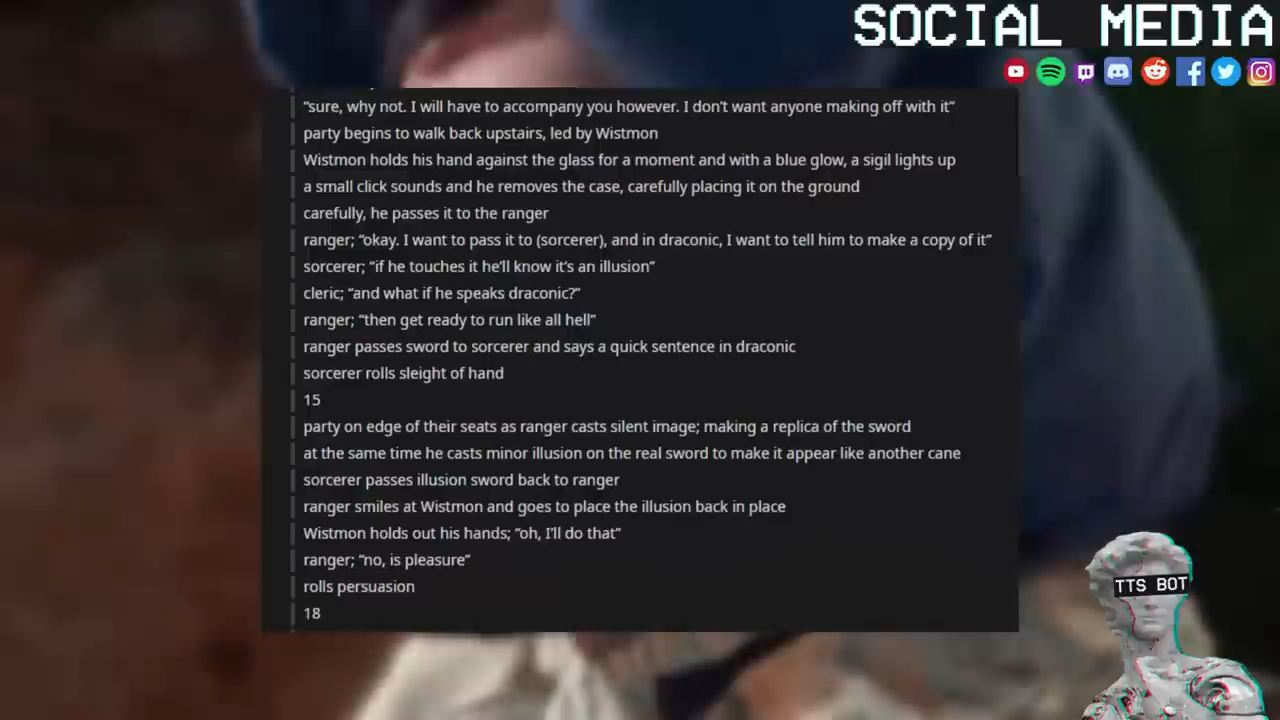 SOCIAL MEDIA
“sure, why not. I will have to accompany you however. I don’t want anyone making off with it”
party begins to walk back upstairs, led by Wistmon
Wistmon holds his hand against the glass for a moment and with a blue glow, a sigil lights up
a small click sounds and he removes the case, carefully placing it on the ground
carefully, he passes it to the ranger
ranger; “okay. I want to pass it to (sorcerer), and in draconic, I want to tell him to make a copy of it”
sorcerer; “if he touches it he’ll know it’s an illusion”
cleric; “and what if he speaks draconic?”
ranger; “then get ready to run like all hell”
ranger passes sword to sorcerer and says a quick sentence in draconic
sorcerer rolls sleight of hand
15
party on edge of their seats as ranger casts silent image; making a replica of the sword
at the same time he casts minor illusion on the real sword to make it appear like another cane
sorcerer passes illusion sword back to ranger
ranger smiles at Wistmon and goes to place the illusion back in place
Wistmon holds out his hands; “oh, I’ll do that”
ranger; “no, is pleasure”
rolls persuasion
18
TTS BOT